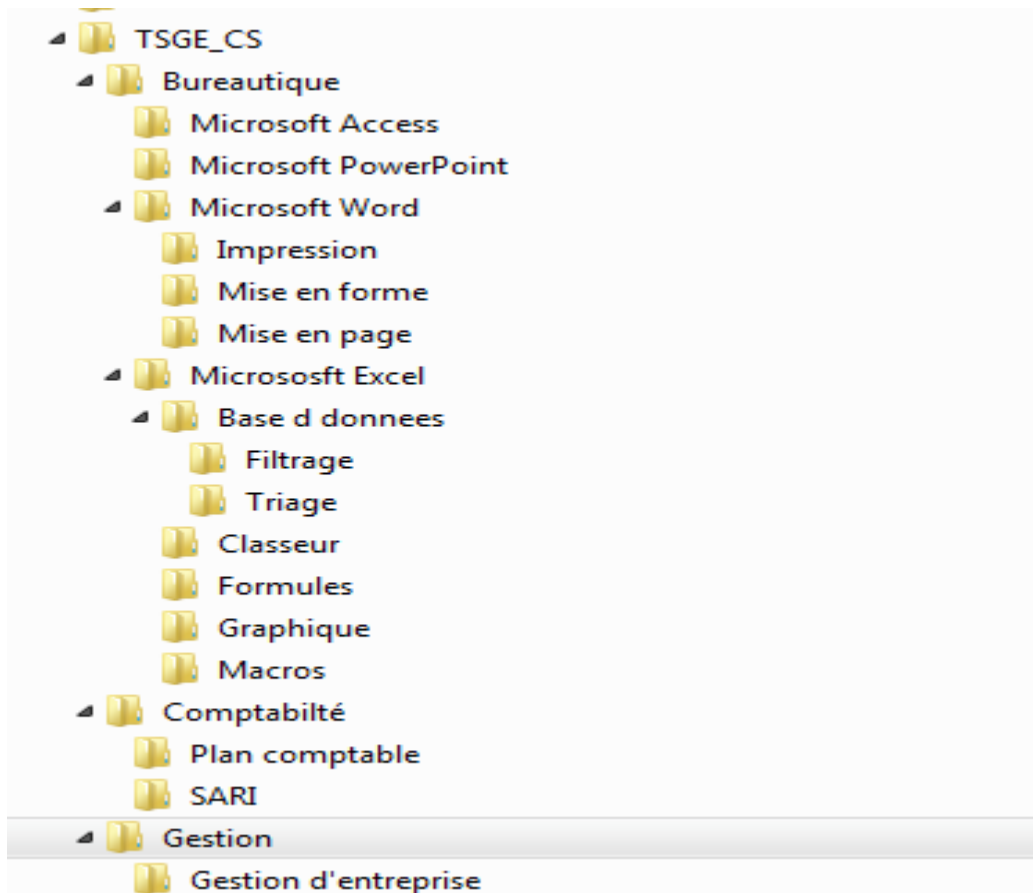 TSGE_CS
Bureautique
Microsoft Access
Microsoft PowerPoint
Microsoft Word
Impression
Mise en forme
Mise en page
Micrososft Excel
Base d donnees
Filtrage
Triage
Classeur
Formules
Graphique
Macros
Comptabilté
Plan comptable
SARI
Gestion
Gestion d'entreprise